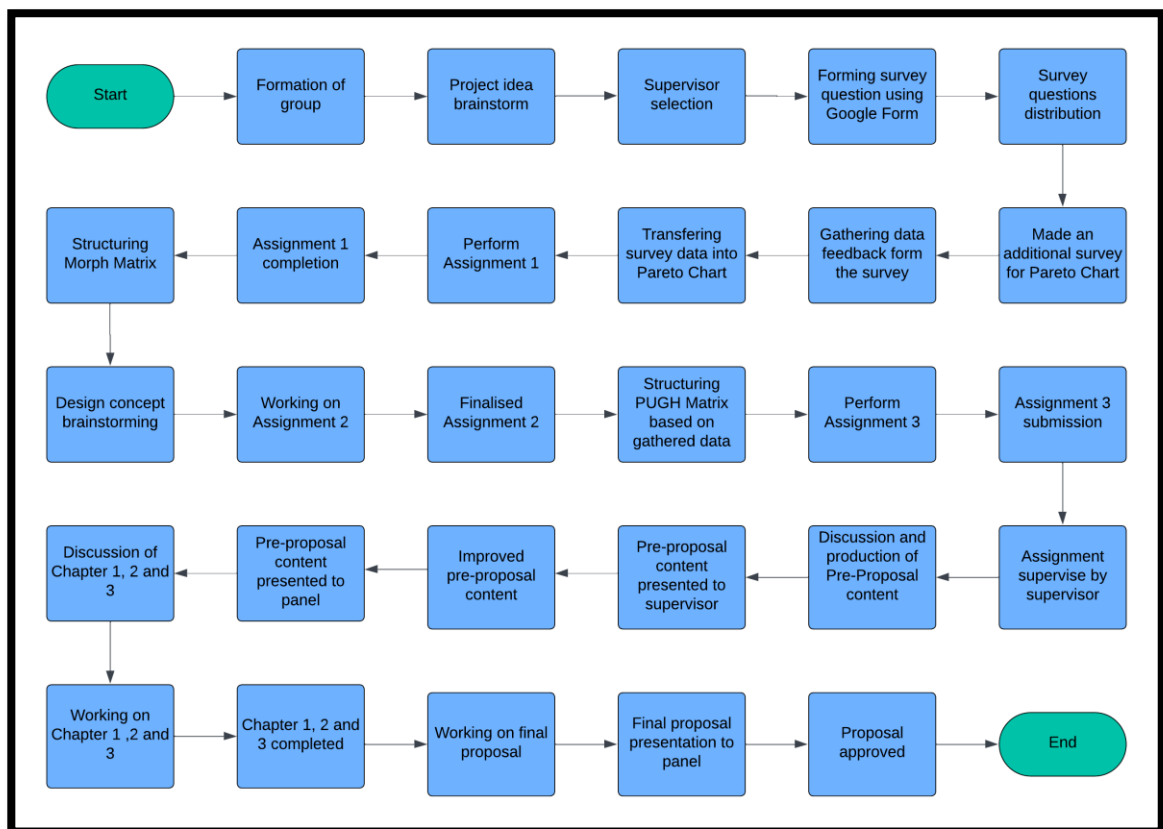 Start
Formation of
group
Project idea
brainstorm
Supervisor
selection
Forming survey
question using
Google Form
Survey
questions
distribution
Made an
additional survey
for Pareto Chart
Gathering data
feedback form
the survey
Transfering
survey data into
Pareto Chart
Perform
Assignment 1
Assignment 1
completion
Structuring
Morph Matrix
Design concept
brainstorming
Working on
Assignment 2
Finalised
Assignment 2
Structuring
PUGH Matrix
based on
gathered data
Perform
Assignment 3
Assignment 3
submission
Assignment
supervise by
supervisor
Discussion and
production of
Pre-Proposal
content
Pre-proposal
content
presented to
supervisor
Improved
pre-proposal
content
Pre-proposal
content
presented to
panel
Discussion of
Chapter 1, 2 and
3
Working on
Chapter 1 ,2 and
3
Chapter 1, 2 and
3 completed
Working on final
proposal
Final proposal
presentation to
panel
Proposal
approved
End